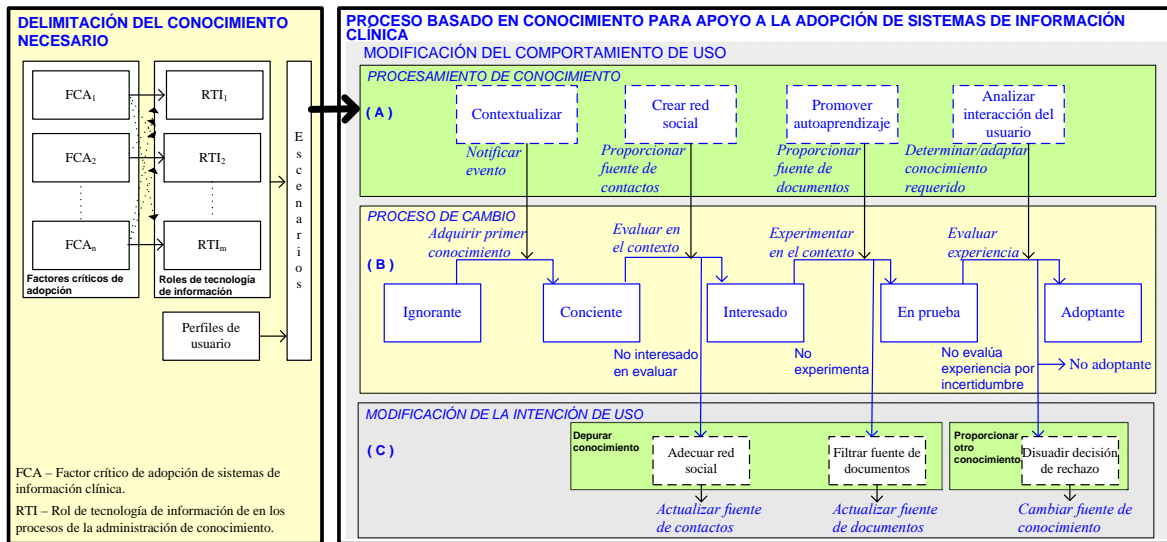 DELIMITACIÓN DEL CONOCIMIENTO
NECESARIO
FCA1
RTI1
FCA2
RTI2
FCAn
RTIm
Factores críticos de
adopción
Roles de tecnología
de información
Perfiles de
usuario
Escenarios
FCA – Factor crítico de adopción de sistemas de
información clínica.
RTI – Rol de tecnología de información de en los
procesos de la administración de conocimiento.
PROCESO BASADO EN CONOCIMIENTO PARA APOYO A LA ADOPCIÓN DE SISTEMAS DE INFORMACIÓN
CLÍNICA
MODIFICACIÓN DEL COMPORTAMIENTO DE USO
PROCESAMIENTO DE CONOCIMIENTO
( A )
Contextualizar
Crear red
social
Promover
autoaprendizaje
Analizar
interacción del
usuario
Notificar
evento
Proporcionar
fuente de
contactos
Proporcionar
fuente de
documentos
Determinar/adaptar
conocimiento
requerido
PROCESO DE CAMBIO
( B )
Adquirir primer
conocimiento
Evaluar en
el contexto
Experimentar
en el contexto
Evaluar
experiencia
Ignorante
Conciente
Interesado
En prueba
Adoptante
No interesado
en evaluar
No
experimenta
No evalúa
experiencia por
incertidumbre
No adoptante
MODIFICACIÓN DE LA INTENCIÓN DE USO
( C )
Depurar
conocimiento
Adecuar red
social
Filtrar fuente de
documentos
Proporcionar
otro
conocimiento
Disuadir decisión
de rechazo
Actualizar fuente
de contactos
Actualizar fuente
de documentos
Cambiar fuente de
conocimiento